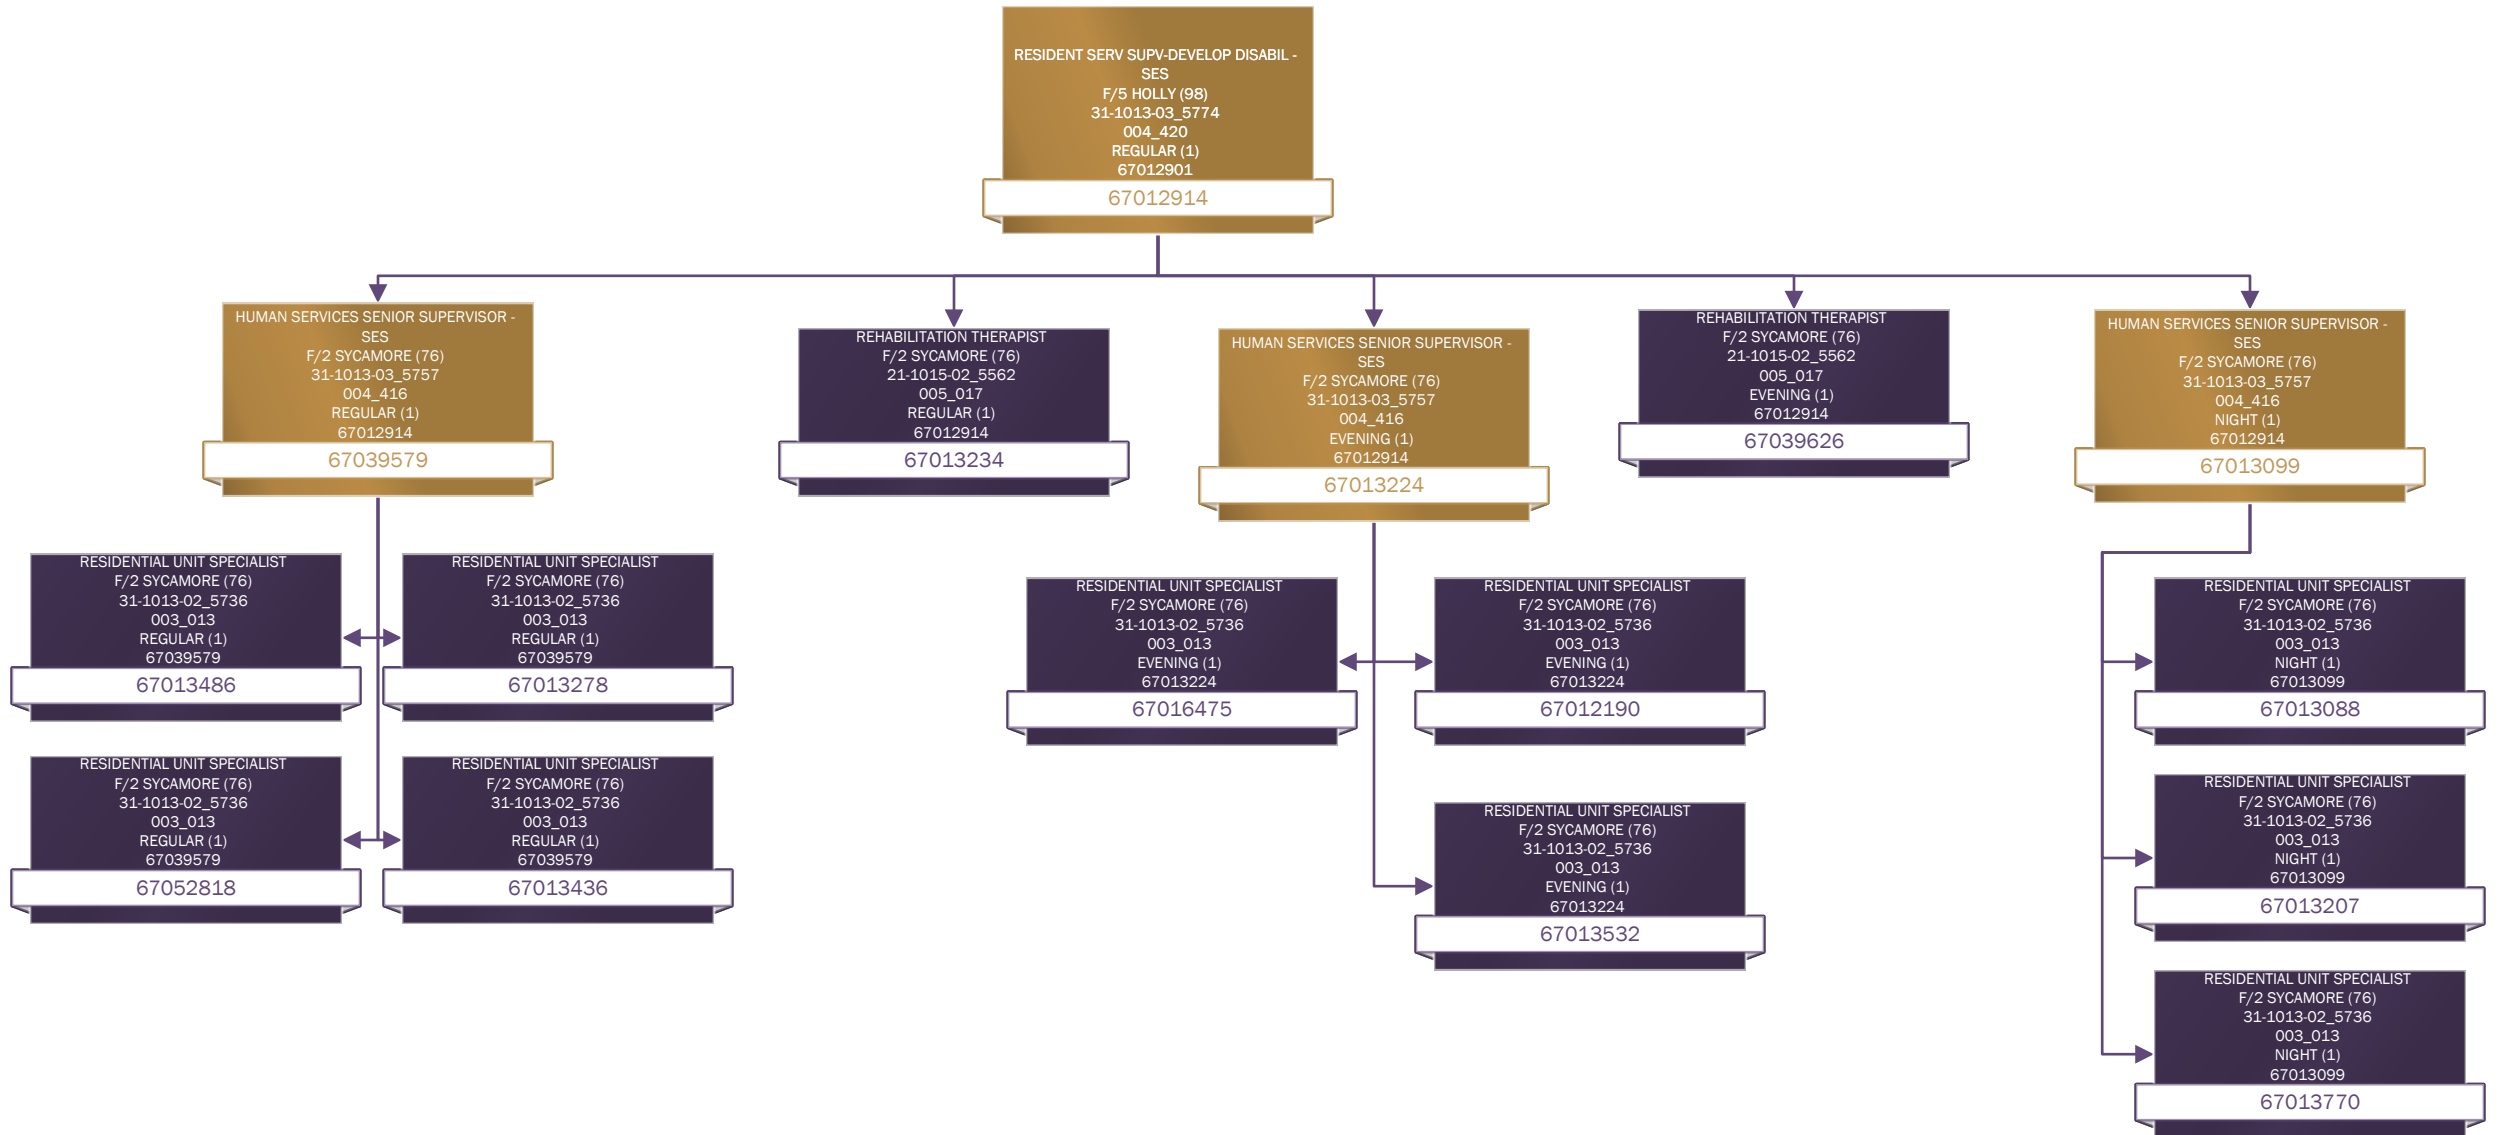 RESIDENT SERV SUPV-DEVELOP DISABIL -
SES
F/5 HOLLY (98)
31-1013-03_5774
004_420
REGULAR (1)
67012901
67012914
HUMAN SERVICES SENIOR SUPERVISOR -
SES
F/2 SYCAMORE (76)
31-1013-03_5757
004_416
REGULAR (1)
67012914
67039579
REHABILITATION THERAPIST
F/2 SYCAMORE (76)
21-1015-02_5562
005_017
REGULAR (1)
67012914
67013234
HUMAN SERVICES SENIOR SUPERVISOR -
SES
F/2 SYCAMORE (76)
31-1013-03_5757
004_416
EVENING (1)
67012914
67013224
REHABILITATION THERAPIST
F/2 SYCAMORE (76)
21-1015-02_5562
005_017
EVENING (1)
67012914
67039626
HUMAN SERVICES SENIOR SUPERVISOR -
SES
F/2 SYCAMORE (76)
31-1013-03_5757
004_416
NIGHT (1)
67012914
67013099
RESIDENTIAL UNIT SPECIALIST
F/2 SYCAMORE (76)
31-1013-02_5736
003_013
REGULAR (1)
67039579
67013486
RESIDENTIAL UNIT SPECIALIST
F/2 SYCAMORE (76)
31-1013-02_5736
003_013
REGULAR (1)
67039579
67013278
RESIDENTIAL UNIT SPECIALIST
F/2 SYCAMORE (76)
31-1013-02_5736
003_013
EVENING (1)
67013224
67016475
RESIDENTIAL UNIT SPECIALIST
F/2 SYCAMORE (76)
31-1013-02_5736
003_013
EVENING (1)
67013224
67012190
RESIDENTIAL UNIT SPECIALIST
F/2 SYCAMORE (76)
31-1013-02_5736
003_013
NIGHT (1)
67013099
67013088
RESIDENTIAL UNIT SPECIALIST
F/2 SYCAMORE (76)
31-1013-02_5736
003_013
REGULAR (1)
67039579
67052818
RESIDENTIAL UNIT SPECIALIST
F/2 SYCAMORE (76)
31-1013-02_5736
003_013
REGULAR (1)
67039579
67013436
RESIDENTIAL UNIT SPECIALIST
F/2 SYCAMORE (76)
31-1013-02_5736
003_013
EVENING (1)
67013224
67013532
RESIDENTIAL UNIT SPECIALIST
F/2 SYCAMORE (76)
31-1013-02_5736
003_013
NIGHT (1)
67013099
67013207
RESIDENTIAL UNIT SPECIALIST
F/2 SYCAMORE (76)
31-1013-02_5736
003_013
NIGHT (1)
67013099
67013770